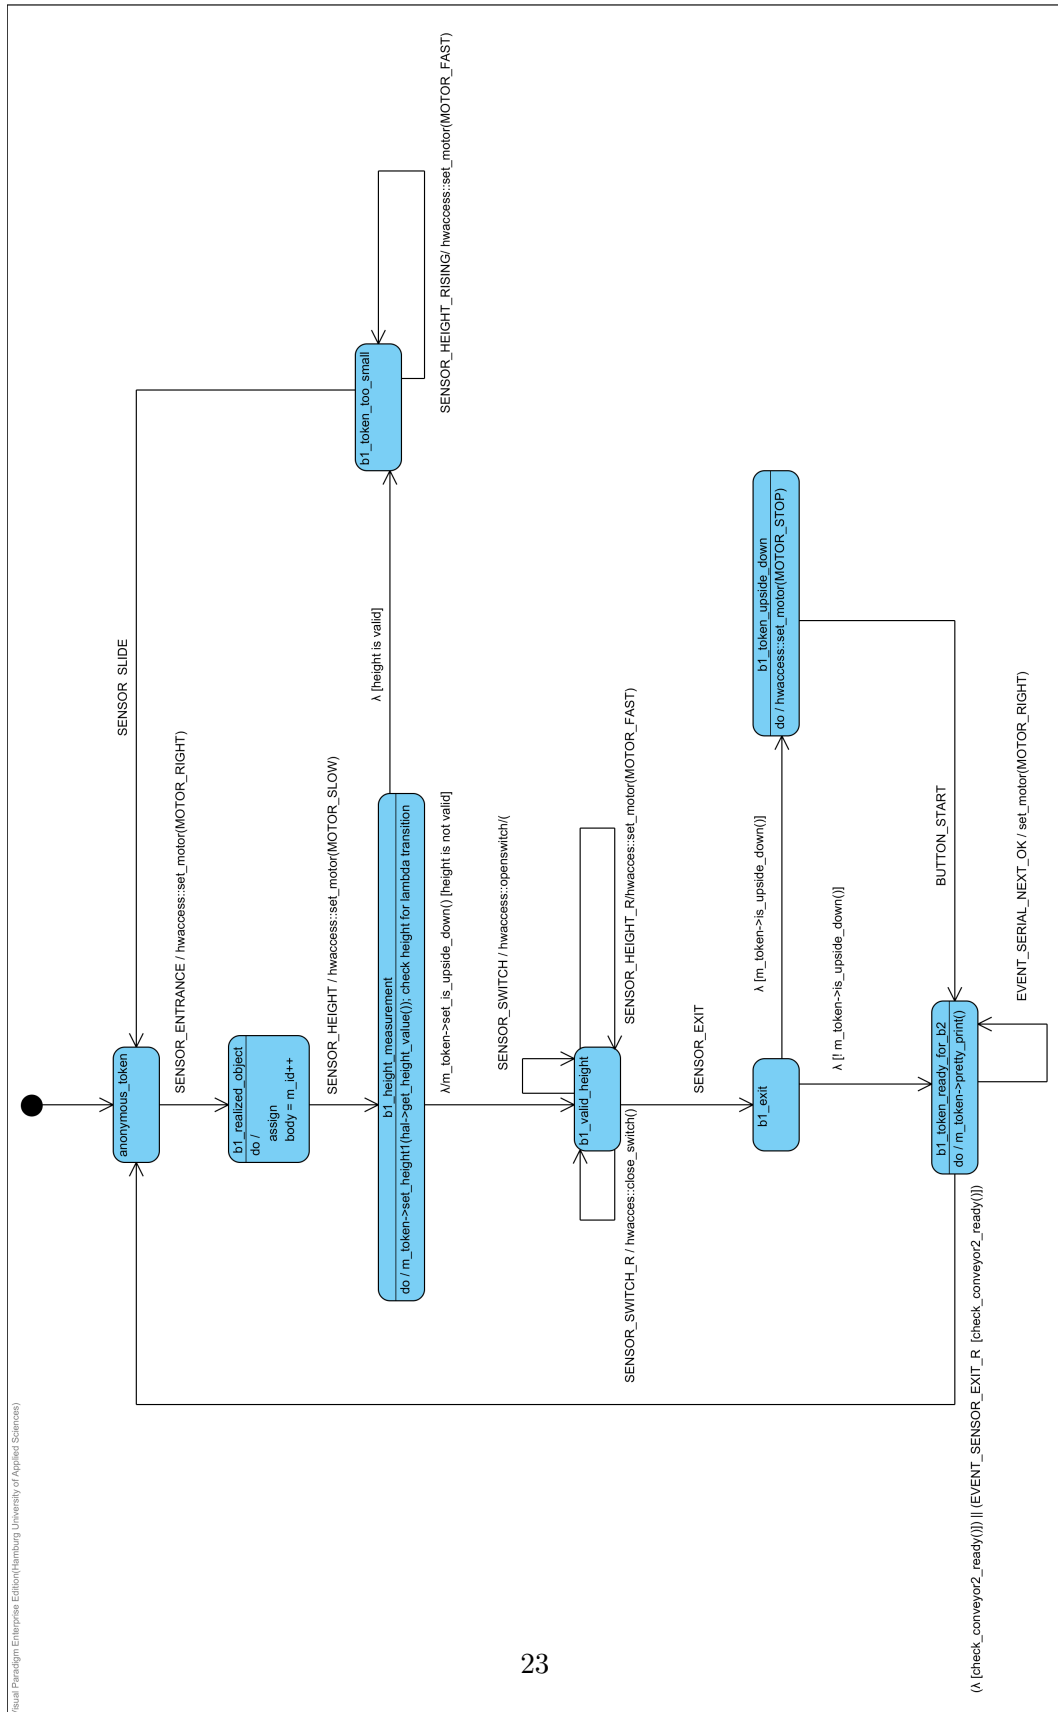 Visual Paradigm Enterprise Edition(Hamburg University of Applied Sciences)
SENSOR_SLIDE
anonymous_token
SENSOR_ENTRANCE / hwaccess::set_motor(MOTOR_RIGHT)
b1_realized_object
do /
assign
body = m_id++
SENSOR_HEIGHT / hwaccess::set_motor(MOTOR_SLOW)
b1_height_measurement
do / m_token->set_height1(hal->get_height_value()); check height for lambda transition
λ [height is valid]
b1_token_too_small
SENSOR_HEIGHT_RISING/ hwaccess::set_motor(MOTOR_FAST)
λ/m_token->set_is_upside_down() [height is not valid]
SENSOR_SWITCH / hwaccess::openswitch/(
b1_valid_height
SENSOR_HEIGHT_R/hwacces::set_motor(MOTOR_FAST)
SENSOR_SWITCH_R / hwacces::close_switch()
SENSOR_EXIT
b1_exit
λ [m_token->is_upside_down()]
b1_token_upside_down
do / hwaccess::set_motor(MOTOR_STOP)
λ [! m_token->is_upside_down()]
BUTTON_START
b1_token_ready_for_b2
do / m_token->pretty_print()
EVENT_SERIAL_NEXT_OK / set_motor(MOTOR_RIGHT)
(λ [check_conveyor2_ready()]) || (EVENT_SENSOR_EXIT_R  [check_conveyor2_ready()])
23